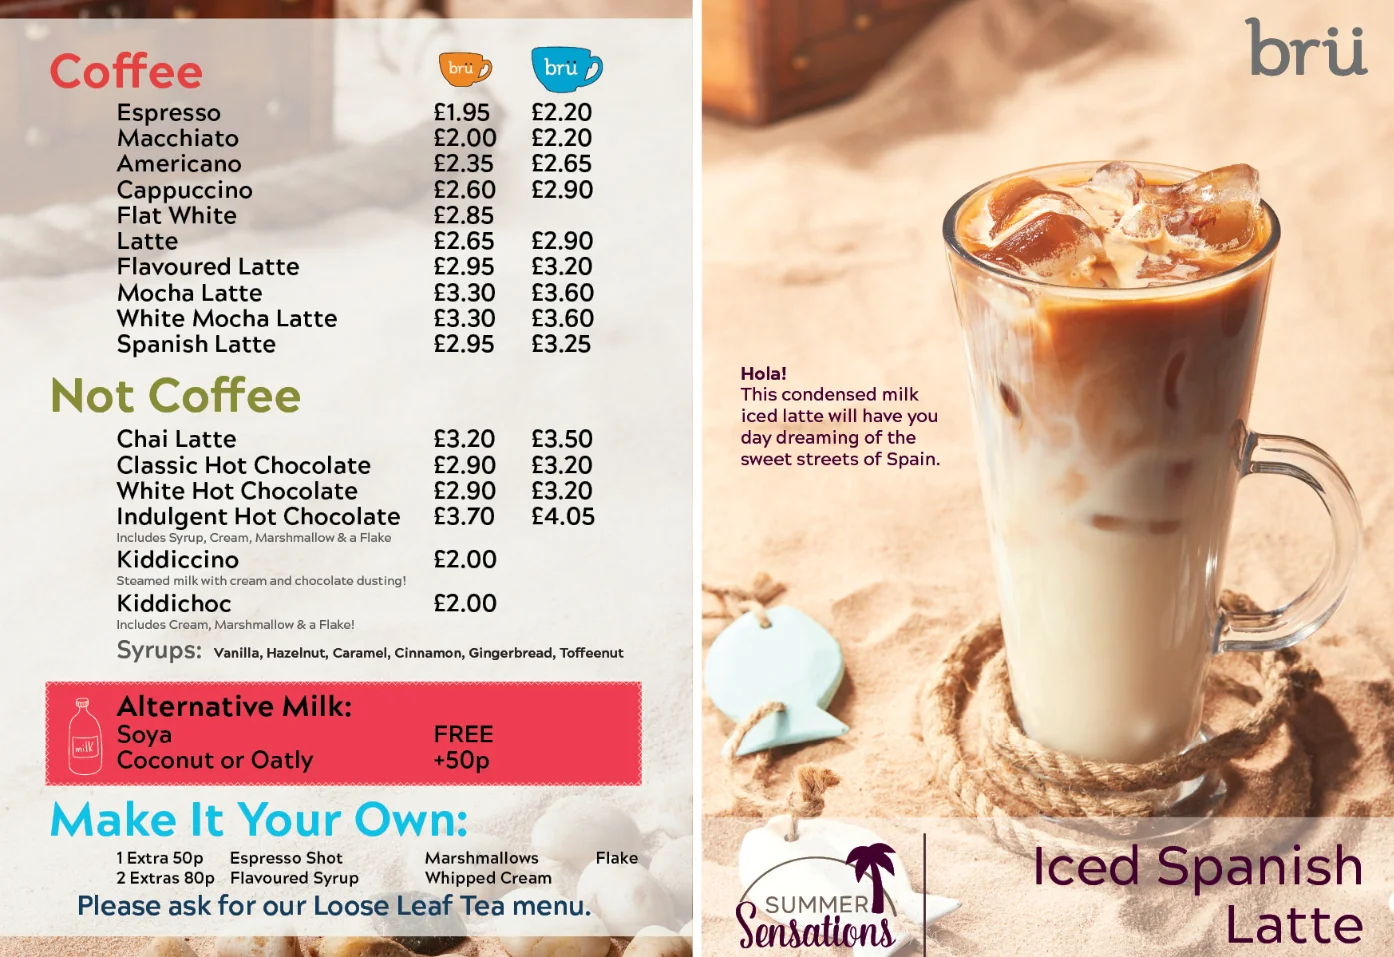 Coffee brü brü
Espresso £1.95 £2.20
Macchiato £2.00 £2.20
Americano £2.35 £2.65
Cappuccino £2.60 £2.90
Flat White £2.85
Latte £2.65 £2.90
Flavoured Latte £2.95 £3.20
Mocha Latte £3.30 £3.60
White Mocha Latte £3.30 £3.60
Spanish Latte £2.95 £3.25
Not Coffee
Chai Latte £3.20 £3.50
Classic Hot Chocolate £2.90 £3.20
White Hot Chocolate £2.90 £3.20
Indulgent Hot Chocolate £3.70 £4.05
Includes Syrup, Cream, Marshmallow & a Flake
Kiddiccino £2.00
Steamed milk with cream and chocolate dusting!
Kiddichoc £2.00
Includes Cream, Marshmallow & a Flake!
Syrups: Vanilla, Hazelnut, Caramel, Cinnamon, Gingerbread, Toffeenut
Alternative Milk:
Soya FREE
milk
Coconut or Oatly +50p
Make It Your Own:
1 Extra 50p Espresso Shot Marshmallows Flake
2 Extras 80p Flavoured Syrup Whipped Cream
Please ask for our Loose Leaf Tea menu.
brü
Hola!
This condensed milk
iced latte will have you
day dreaming of the
sweet streets of Spain.
SUMMER
Sensations
Iced Spanish
Latte